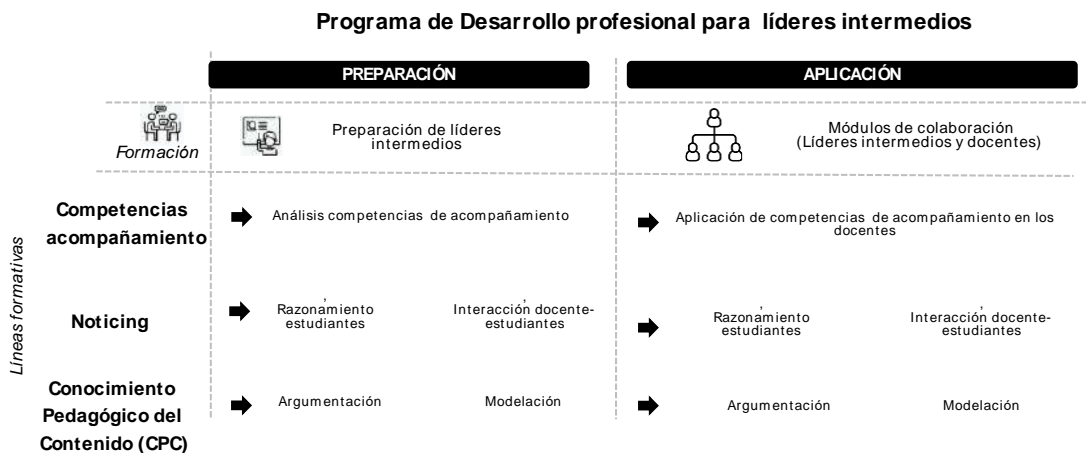 Programa de Desarrollo profesional para líderes intermedios
PREPARACIÓN
APLICACIÓN
Formación
Preparación de líderes
intermedios
Módulos de colaboración
(Líderes intermedios y docentes)
Líneas formativas
Competencias
acompañamiento
Análisis competencias de acompañamiento
Aplicación de competencias de acompañamiento en los
docentes
Noticing
Razonamiento
estudiantes
Interacción docente-
estudiantes
Razonamiento
estudiantes
Interacción docente-
estudiantes
Conocimiento
Pedagógico del
Contenido (CPC)
Argumentación
Modelación
Argumentación
Modelación